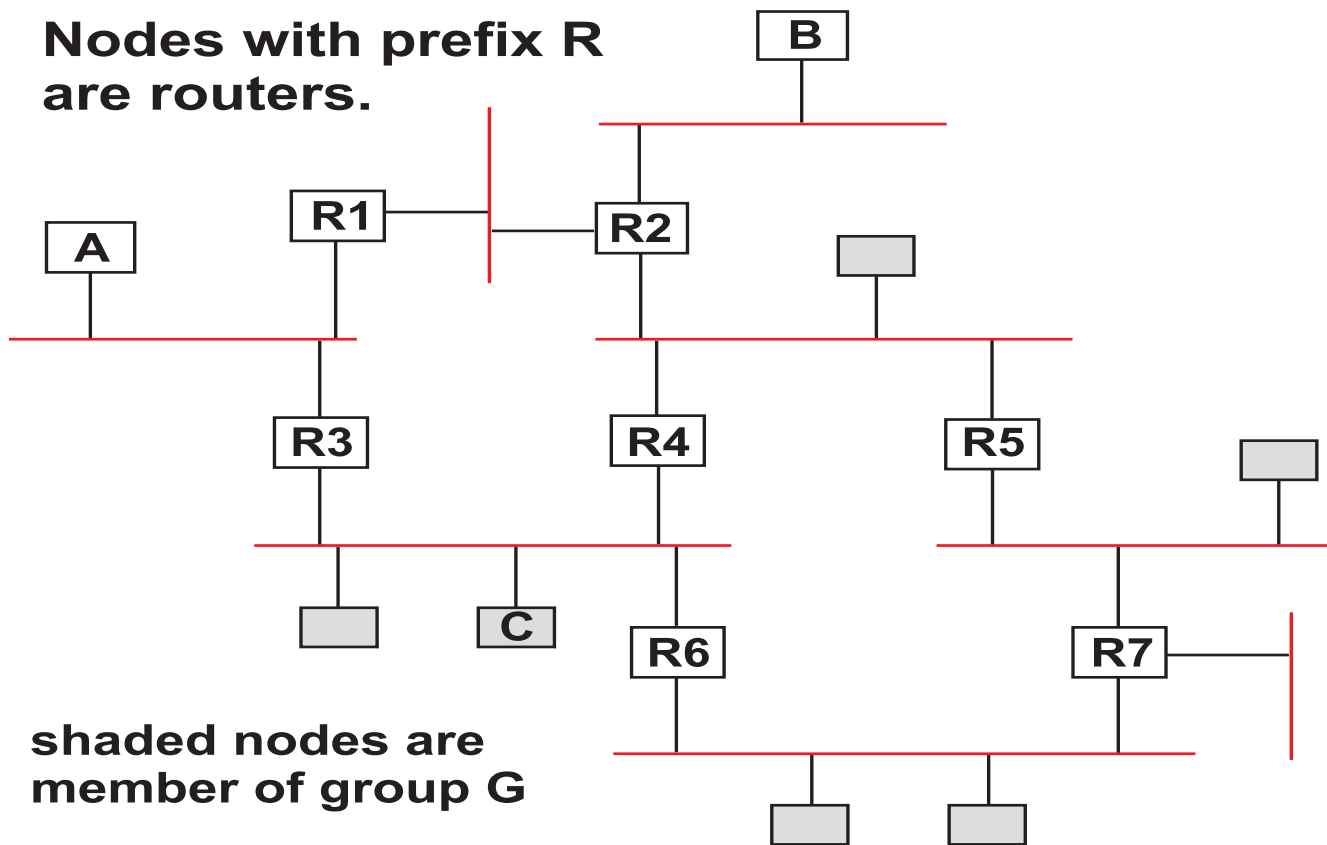 Nodes with prefix R
are routers.
B
R1
R2
A
R3
R4
R5
C
R6
R7
shaded nodes are
member of group G